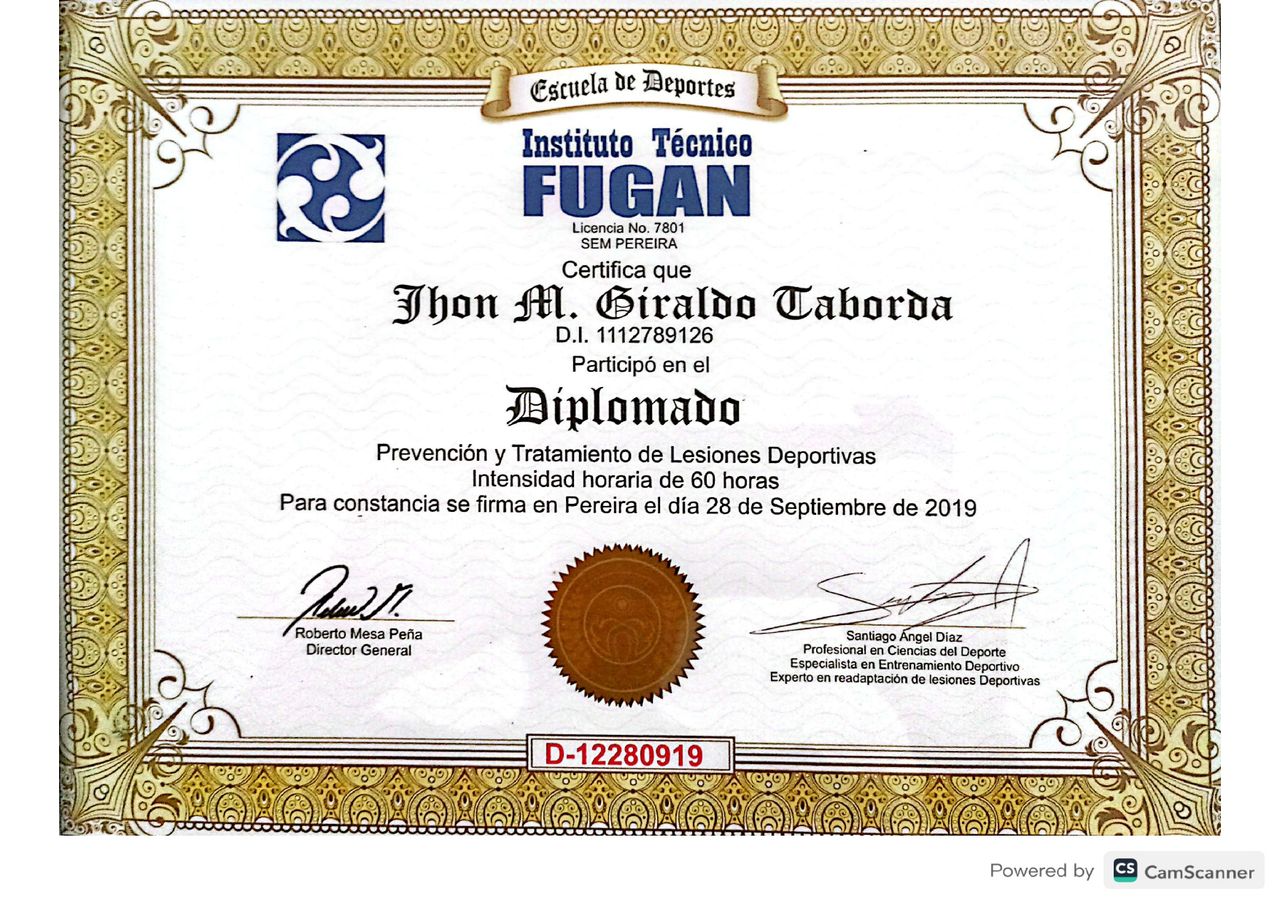 Escuela de Deportes
Instituto Técnico
FUGAN
Licencia No. 7801
SEM PEREIRA
Certifica que
Jhon M. Giraldo Taborda
D.I. 1112789126
Participó en el
Diplomado
Prevención y Tratamiento de Lesiones Deportivas
Intensidad horaria de 60 horas
Para constancia se firma en Pereira el día 28 de Septiembre de 2019
Roberto Mesa Peña
Director General
Santiago Ángel Díaz
Profesional en Ciencias del Deporte
Especialista en Entrenamiento Deportivo
Experto en readaptación de lesiones Deportivas
D-12280919
Powered by CS CamScanner